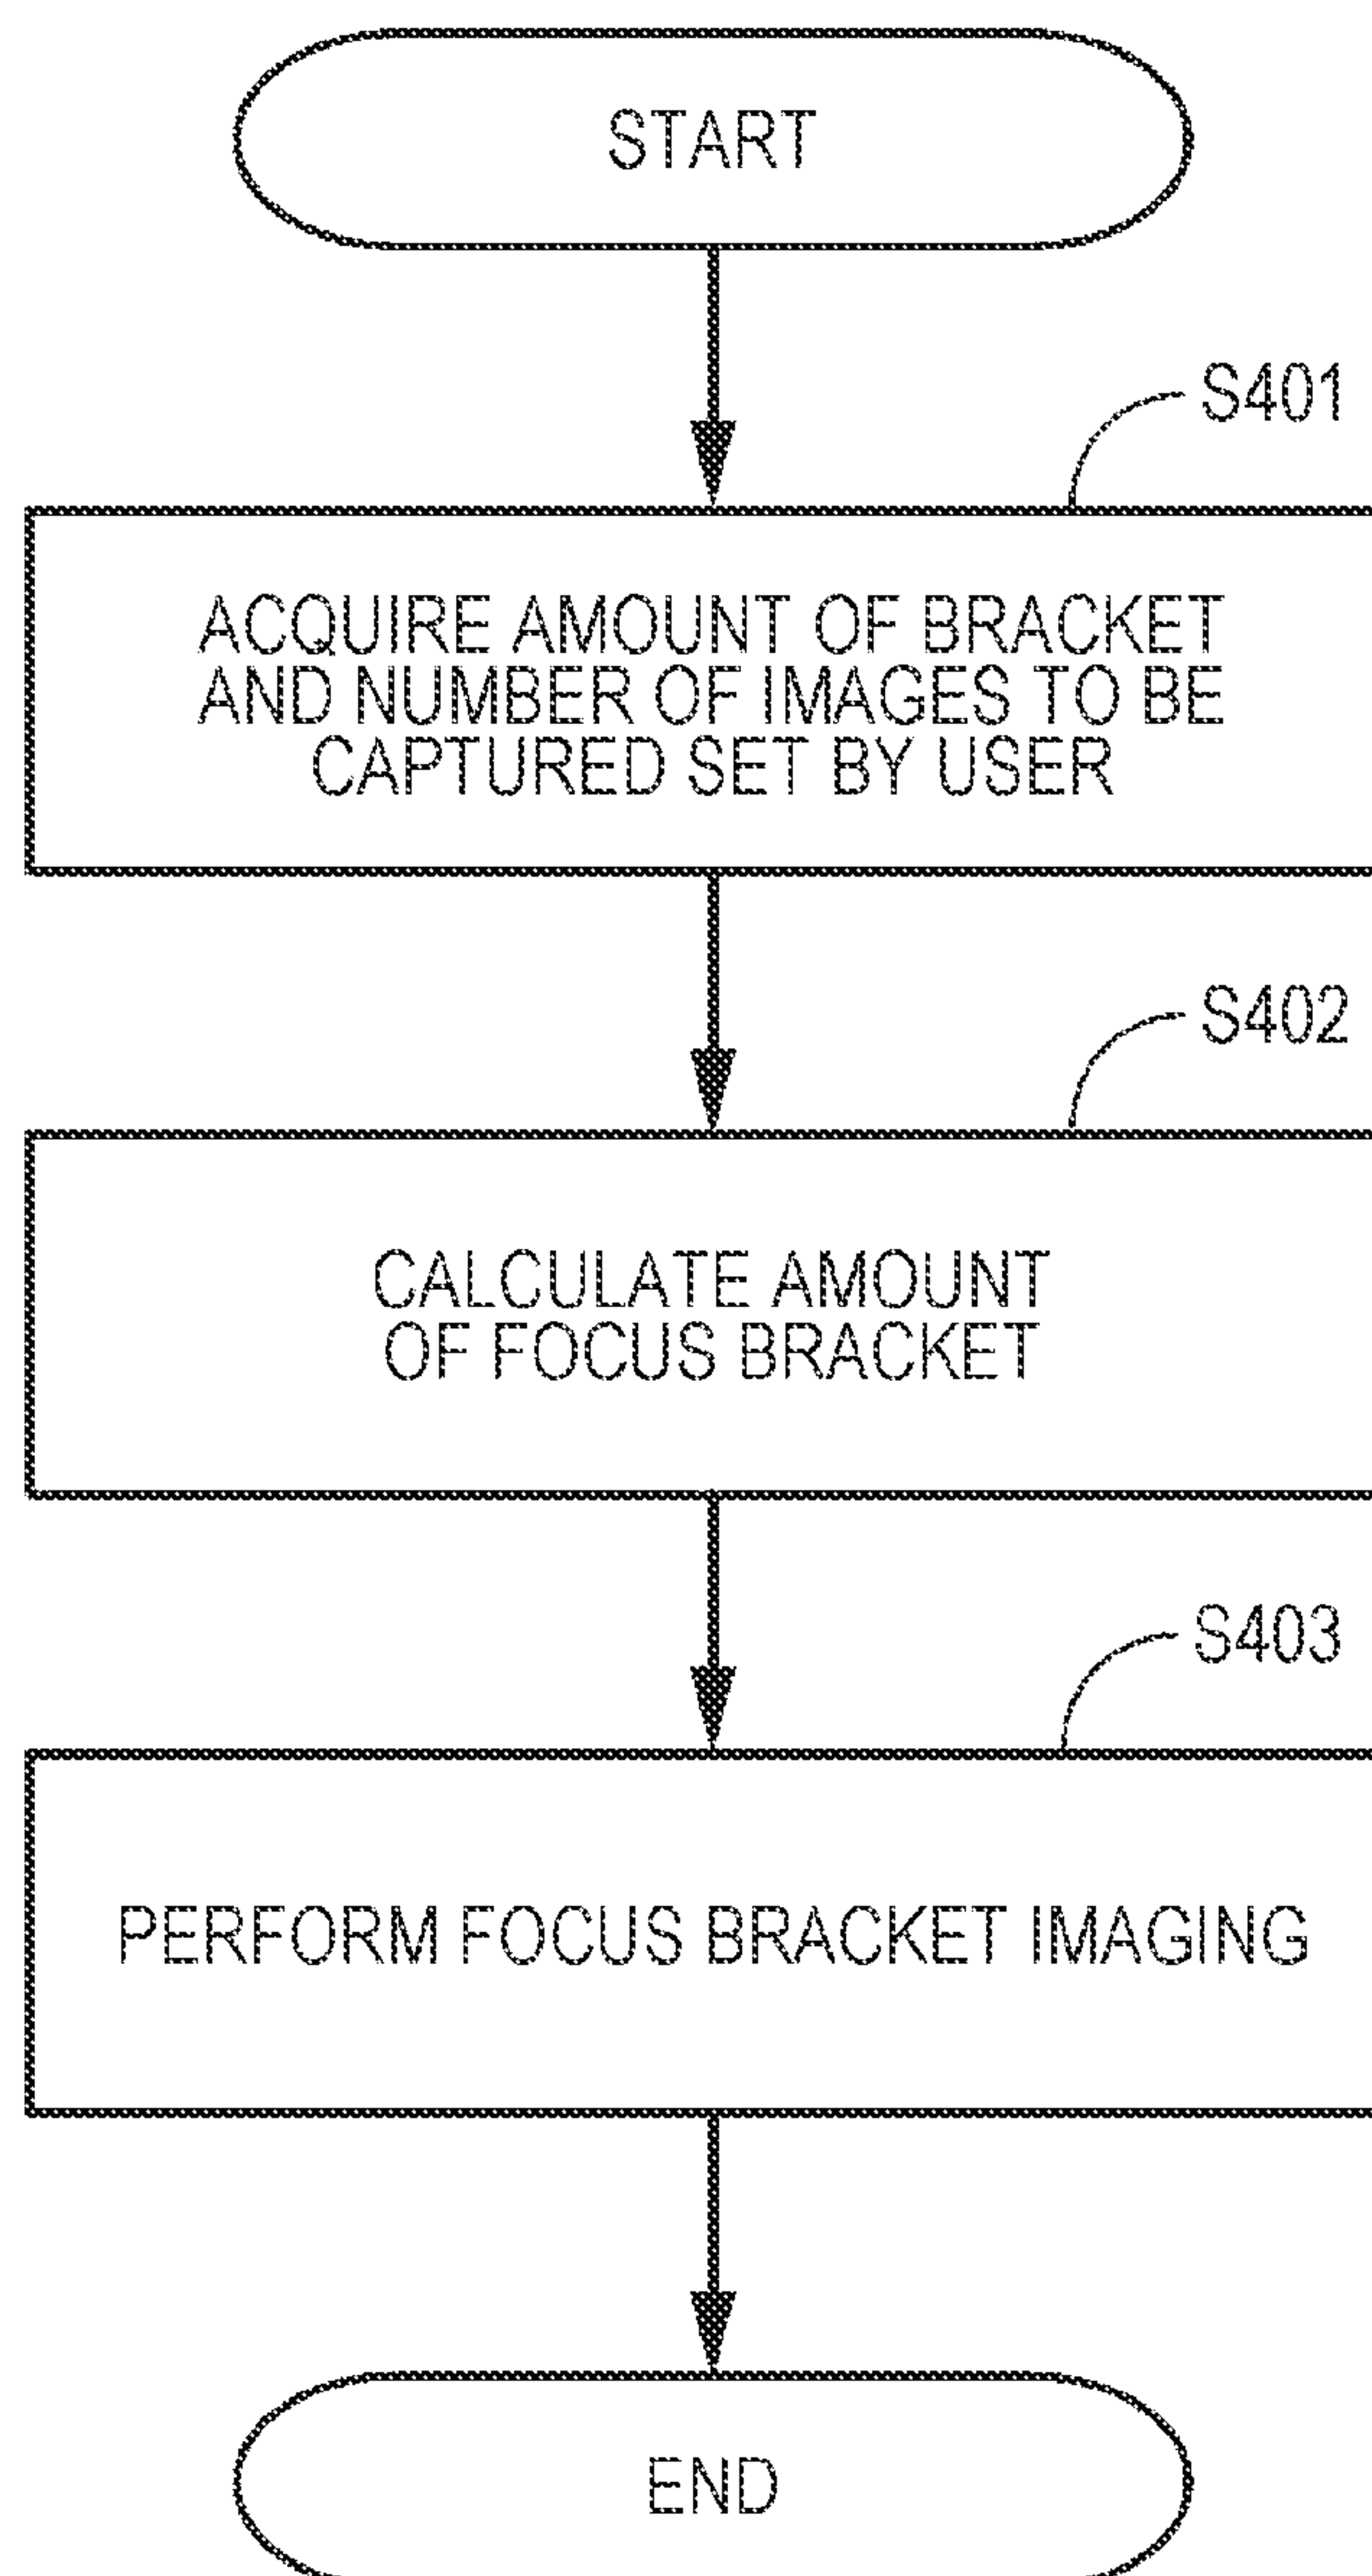 START
S401
ACQUIRE AMOUNT OF BRACKET
AND NUMBER OF IMAGES TO BE
CAPTURED SET BY USER
S402
CALCULATE AMOUNT
OF FOCUS BRACKET
S403
PERFORM FOCUS BRACKET IMAGING
END